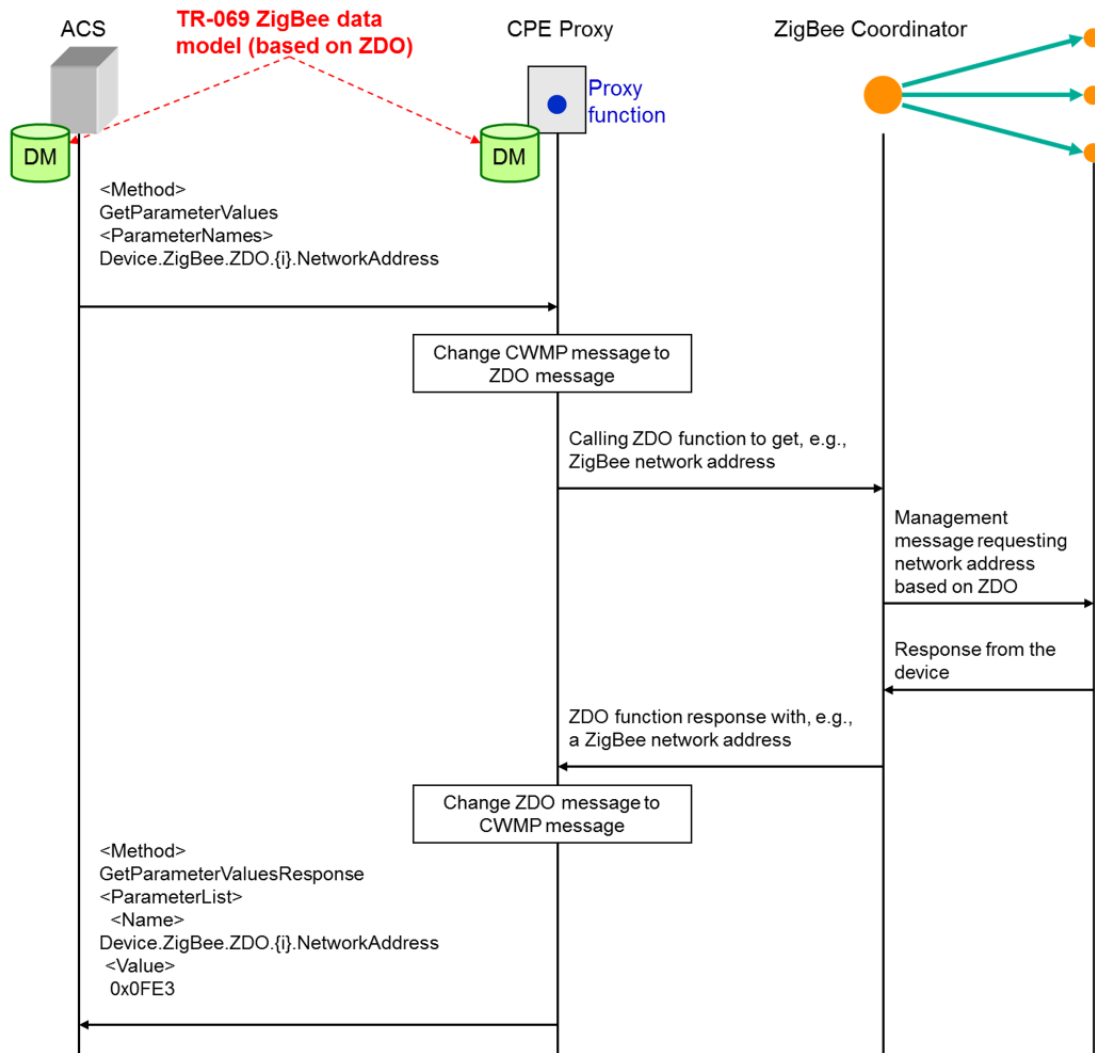 ACS
TR-069 ZigBee data
model (based on ZDO)
CPE Proxy
ZigBee Coordinator
Proxy
function
DM
DM
<Method>
GetParameterValues
<ParameterNames>
Device.ZigBee.ZDO.{i}.NetworkAddress
Change CWMP message to
ZDO message
Calling ZDO function to get, e.g.,
ZigBee network address
Management
message requesting
network address
based on ZDO
Response from the
device
ZDO function response with, e.g.,
a ZigBee network address
Change ZDO message to
CWMP message
<Method>
GetParameterValuesResponse
<ParameterList>
<Name>
Device.ZigBee.ZDO.{i}.NetworkAddress
<Value>
0x0FE3